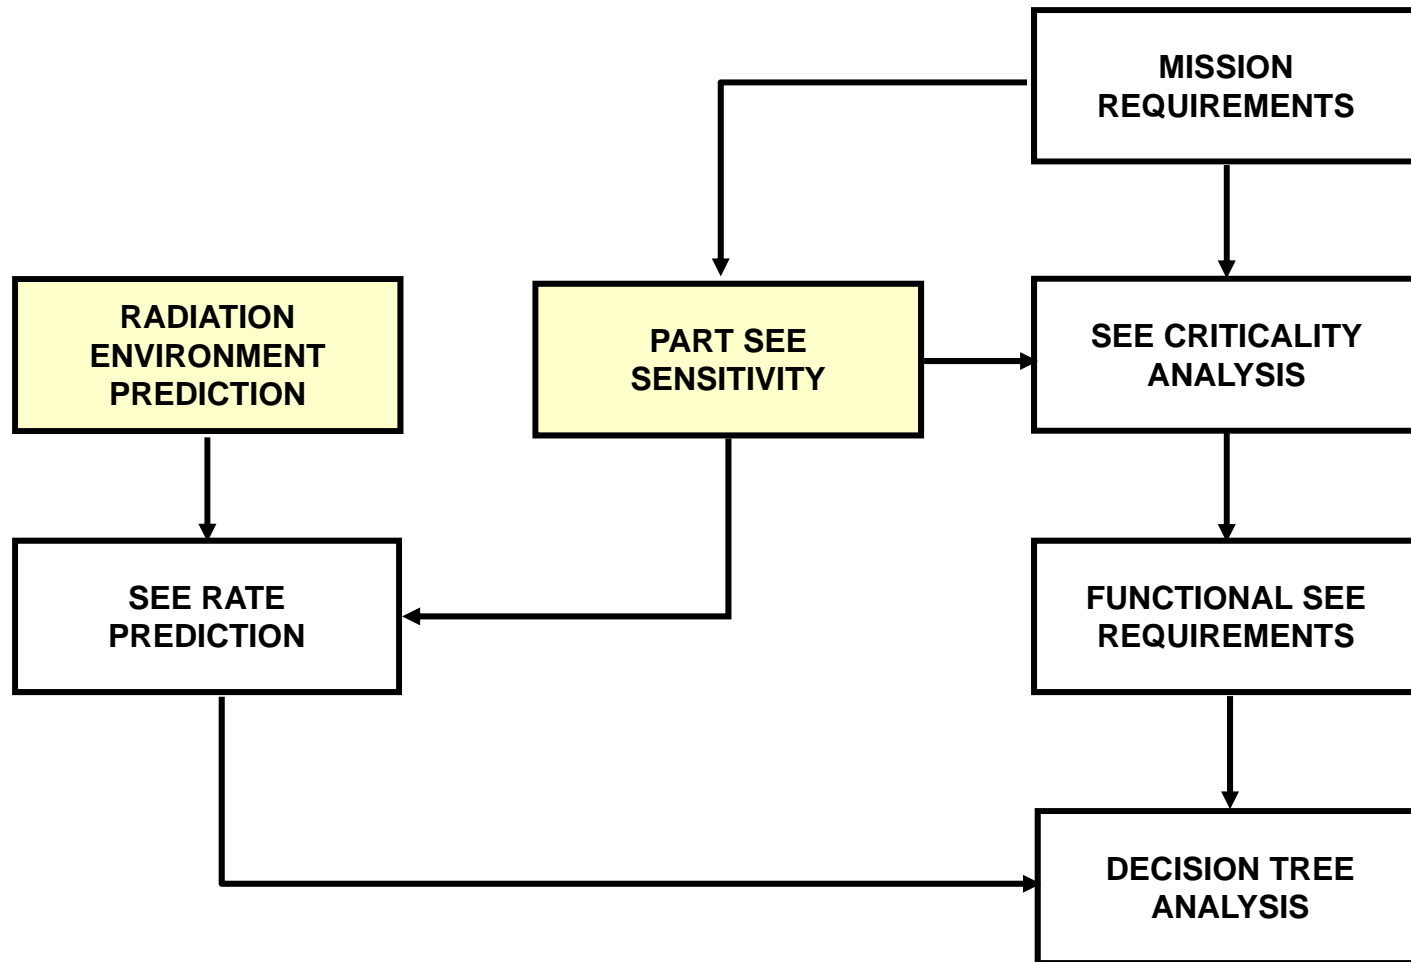 MISSION
REQUIREMENTS
RADIATION
ENVIRONMENT
PREDICTION
PART SEE
SENSITIVITY
SEE CRITICALITY
ANALYSIS
SEE RATE
PREDICTION
FUNCTIONAL SEE
REQUIREMENTS
DECISION TREE
ANALYSIS